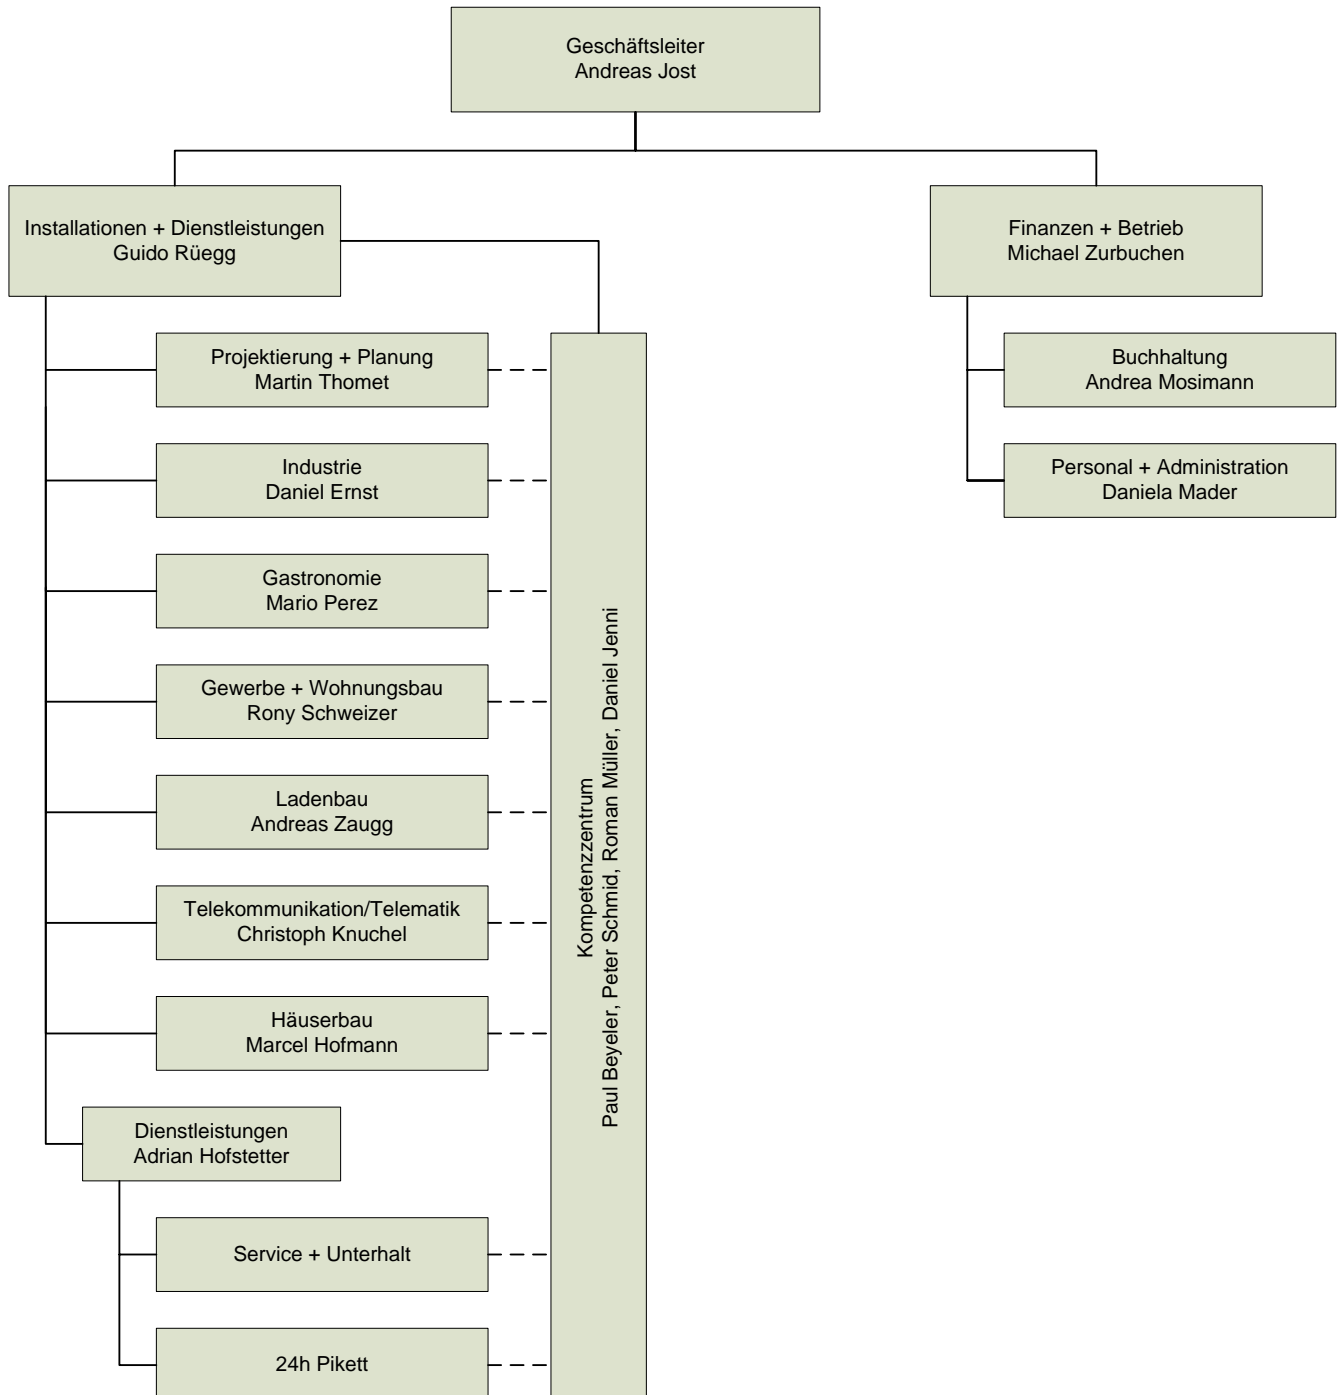 Geschäftsleiter
Andreas Jost
Installationen + Dienstleistungen
Guido Rüegg
Finanzen + Betrieb
Michael Zurbuchen
Projektierung + Planung
Martin Thomet
Industrie
Daniel Ernst
Gastronomie
Mario Perez
Gewerbe + Wohnungsbau
Rony Schweizer
Ladenbau
Andreas Zaugg
Telekommunikation/Telematik
Christoph Knuchel
Häuserbau
Marcel Hofmann
Dienstleistungen
Adrian Hofstetter
Service + Unterhalt
24h Pikett
Kompetenzzentrum
Paul Beyeler, Peter Schmid, Roman Müller, Daniel Jenni
Buchhaltung
Andrea Mosimann
Personal + Administration
Daniela Mader